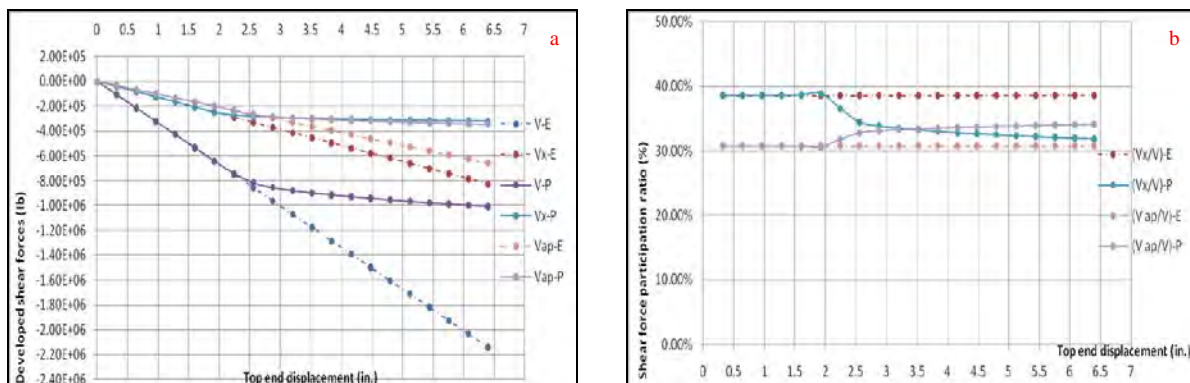 0 0.5 1 1.5 2 2.5 3 3.5 4 4.5 5 5.5 6 6.5 7
a
2.00E+05
0.00E+00
-2.00E+05
-4.00E+05
-6.00E+05
-8.00E+05
-1.00E+06
-1.20E+06
-1.40E+06
-1.60E+06
-1.80E+06
-2.00E+06
-2.20E+06
-2.40E+06
Developed shear forces (lb)
Top end displacement (in.)
V-E
Vx-E
V-P
Vx-P
Vap-E
Vap-P
b
50.00%
40.00%
30.00%
20.00%
10.00%
0.00%
Shear force participation ratio (%)
(Vx/V)-E
(Vx/V)-P
(Vap/V)-E
(Vap/V)-P
Top end displacement (in.)
0 0.5 1 1.5 2 2.5 3 3.5 4 4.5 5 5.5 6 6.5 7